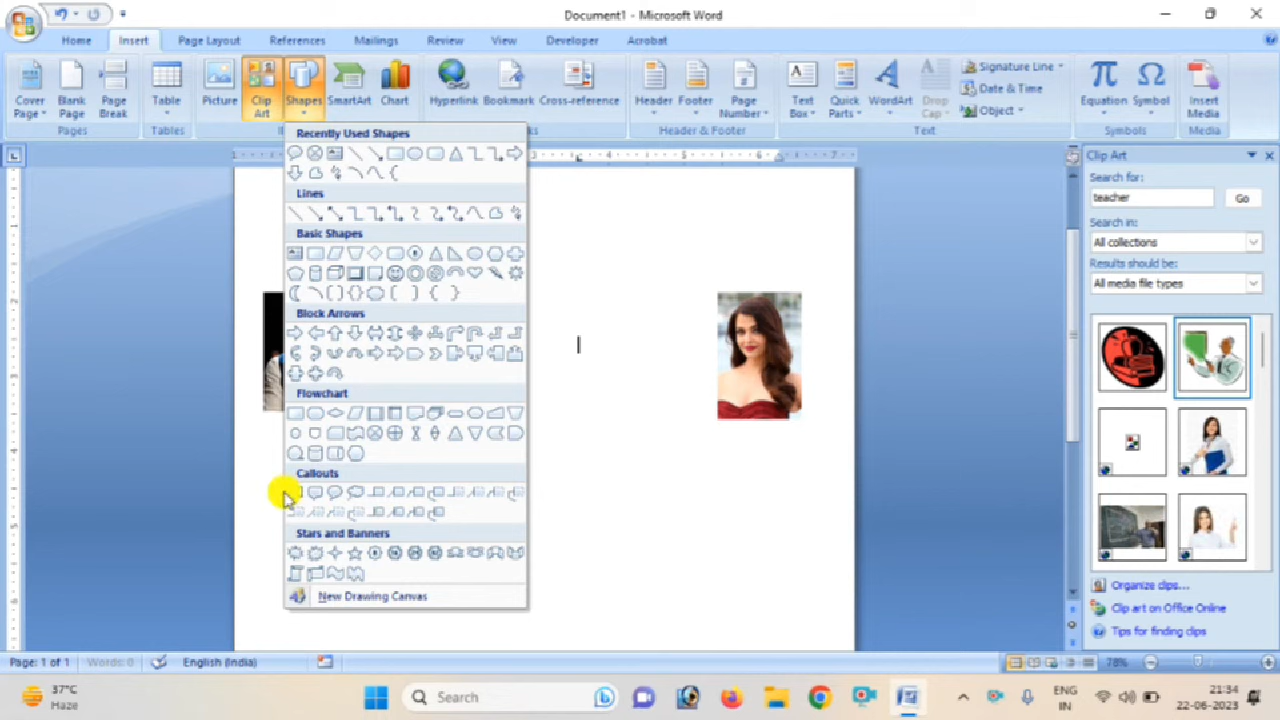 Document1 - Microsoft Word
Home Insert Page Layout References Mailings Review View Developer Acrobat
Cover Page Blank Page Page Break Table Picture Clip Art Shapes SmartArt Chart Hyperlink Bookmark Cross-reference Header Footer Page Number Text Box Quick Parts WordArt Drop Cap Signature Line Date & Time Object Equation Symbol Insert Media
Pages Tables Header & Footer Text Symbols Media
Recently Used Shapes
Lines
Basic Shapes
Block Arrows
Flowchart
Callouts
Stars and Banners
New Drawing Canvas
Clip Art
Search for:
teacher Go
Search in:
All collections
Results should be:
All media file types
Organize clips...
Clip art on Office Online
Tips for finding clips
Page: 1 of 1 Words: 0 English (India) 78%
37°C
Haze
Search
ENG
IN
21:34
22-06-2023